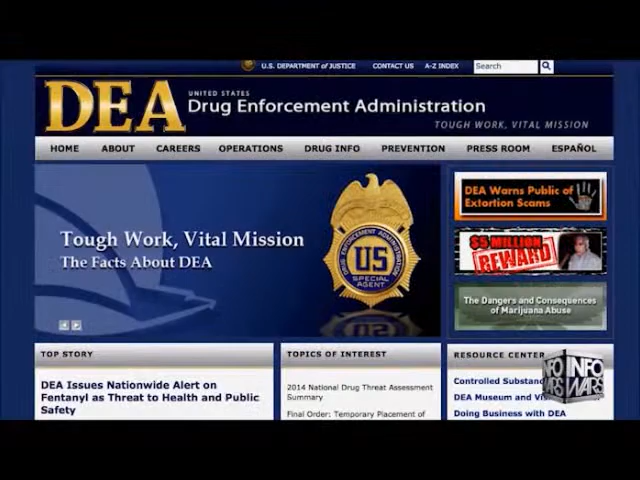 U.S. DEPARTMENT of JUSTICE CONTACT US A-Z INDEX Search
DEA
UNITED STATES
Drug Enforcement Administration
TOUGH WORK, VITAL MISSION
HOME ABOUT CAREERS OPERATIONS DRUG INFO PREVENTION PRESS ROOM ESPAÑOL
Tough Work, Vital Mission
The Facts About DEA
DRUG ENFORCEMENT ADMINISTRATION
US
SPECIAL
AGENT
DEA Warns Public of
Extortion Scams
$5 MILLION
REWARD
The Dangers and Consequences
of Marijuana Abuse
TOP STORY
DEA Issues Nationwide Alert on
Fentanyl as Threat to Health and Public
Safety
TOPICS OF INTEREST
2014 National Drug Threat Assessment
Summary
Final Order: Temporary Placement of
RESOURCE CENTER
Controlled Substan
DEA Museum and Vi
Doing Business with DEA
INFO
WARS